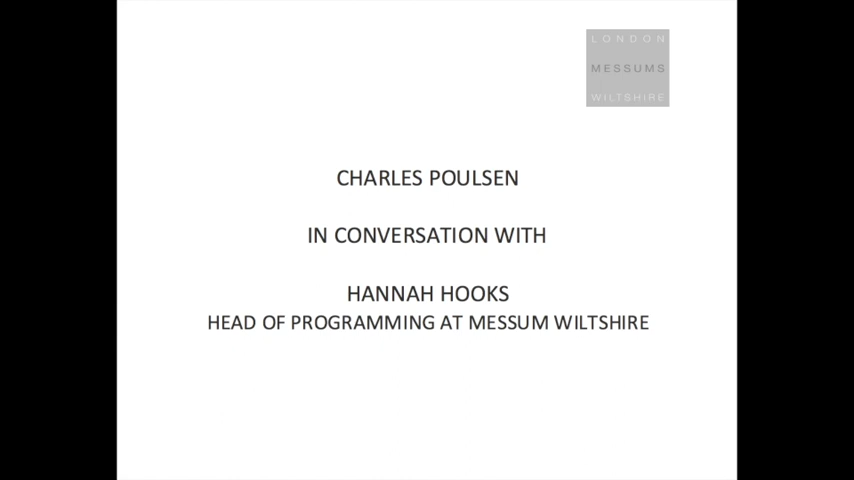 LONDON
MESSUMS
WILTSHIRE
CHARLES POULSEN
IN CONVERSATION WITH
HANNAH HOOKS
HEAD OF PROGRAMMING AT MESSUM WILTSHIRE